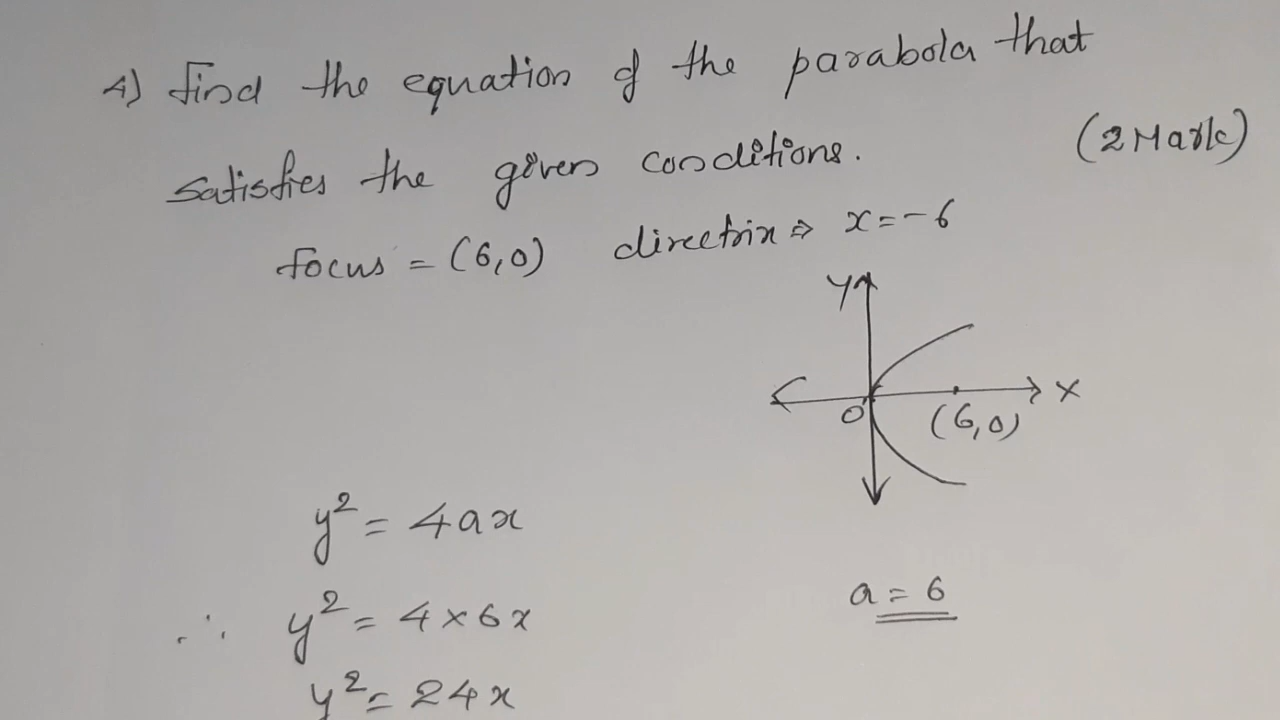 4) find the equation of the parabola that
satisfies the given conditions.
(2 Mark)
focus = (6,0) directrix ⇒ x=-6
Y
X
O
(6,0)
y² = 4ax
a = 6
∴ y² = 4×6x
y² = 24x